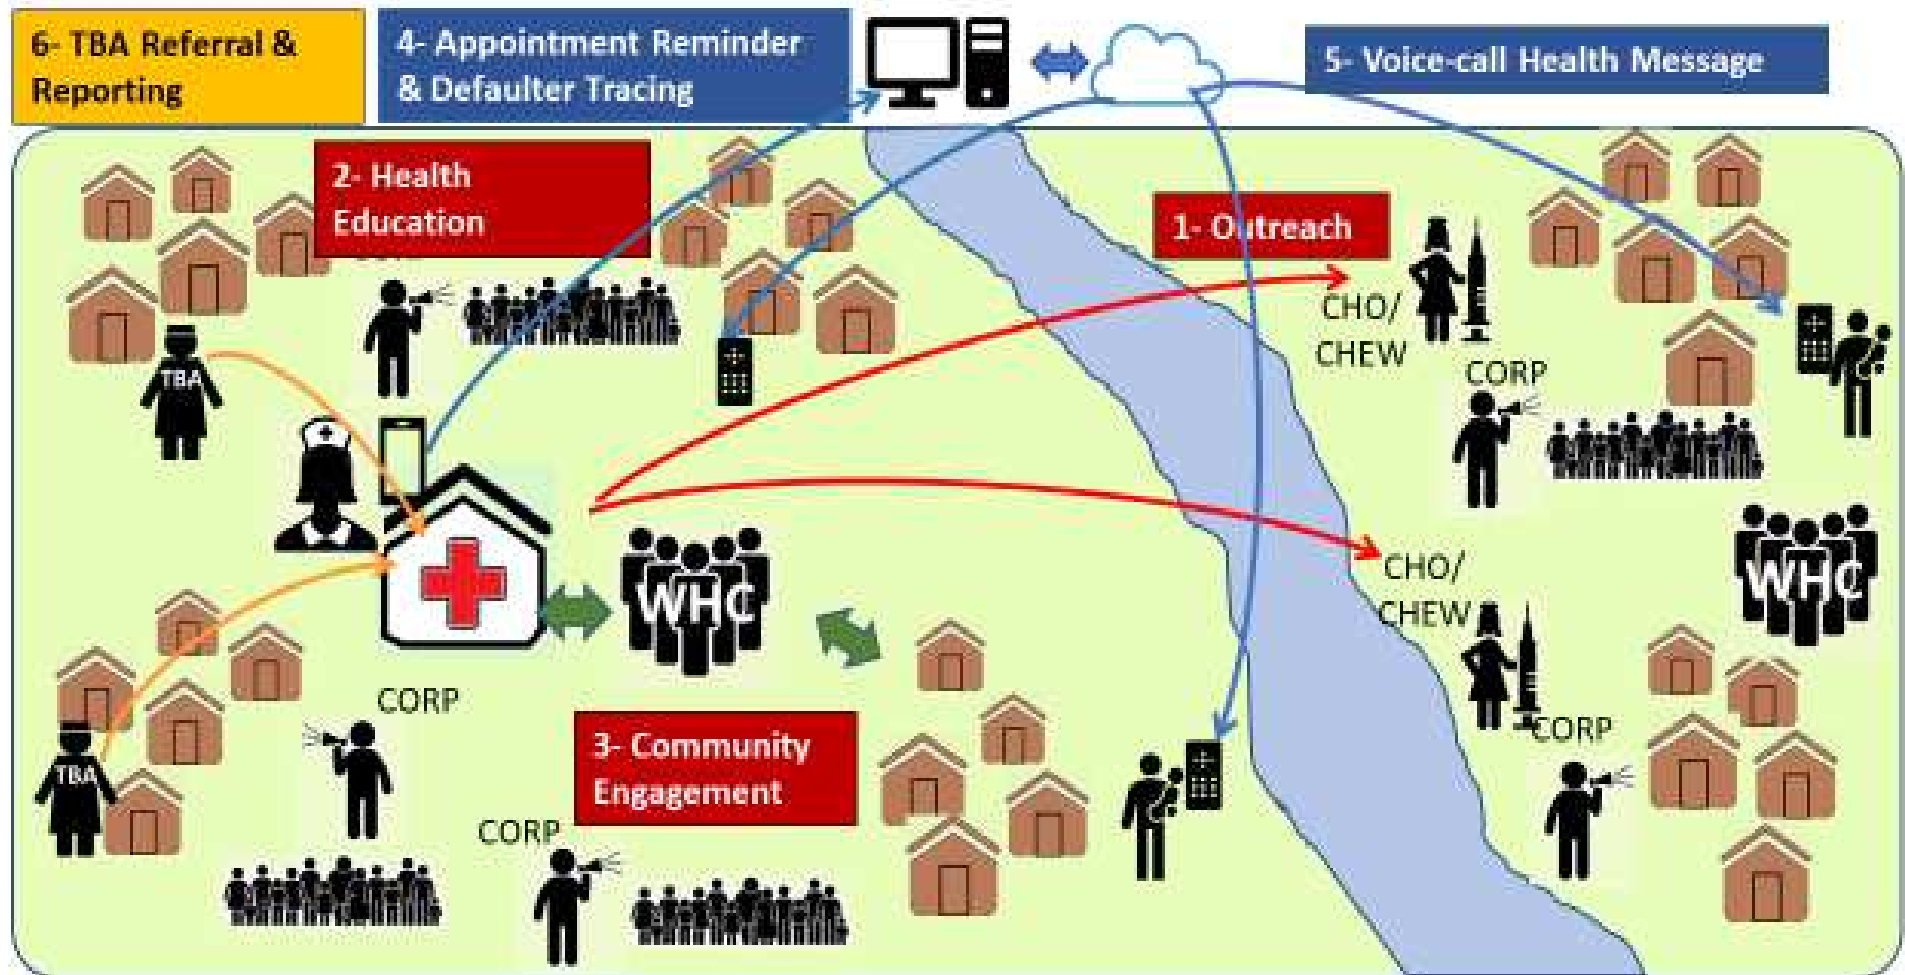 6- TBA Referral &
Reporting
4- Appointment Reminder
& Defaulter Tracing
5- Voice-call Health Message
2- Health
Education
1- Outreach
CHO/
CHEW
CORP
TBA
WHC
CHO/
CHEW
WHC
CORP
CORP
TBA
3- Community
Engagement
CORP